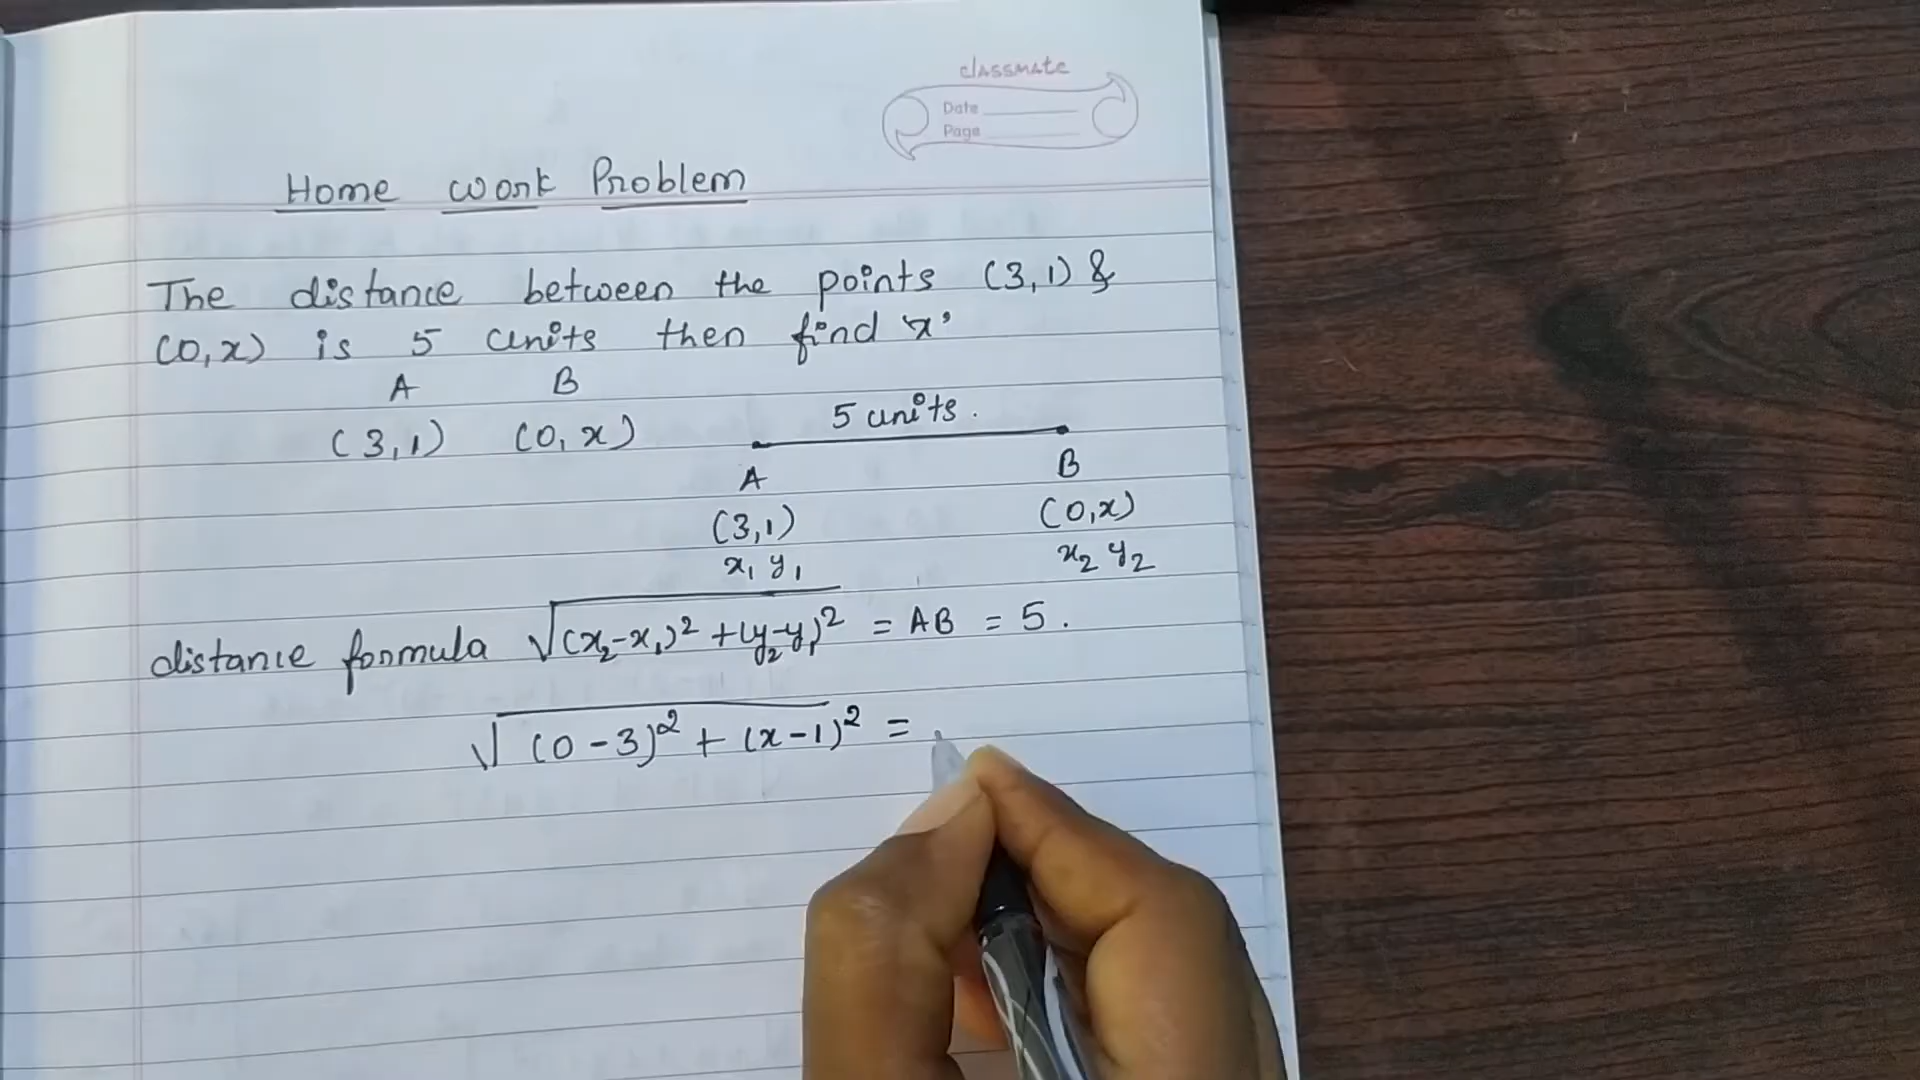 classmate
Date
Page
Home work Problem
The distance between the points (3,1) &
(0,x) is 5 units then find 'x'
A B
(3,1) (0,x)
5 units.
A B
(3,1) (0,x)
x₁ y₁ x₂ y₂
distance formula √(x₂-x₁)² + (y₂-y₁)² = AB = 5.
√(0-3)² + (x-1)² =